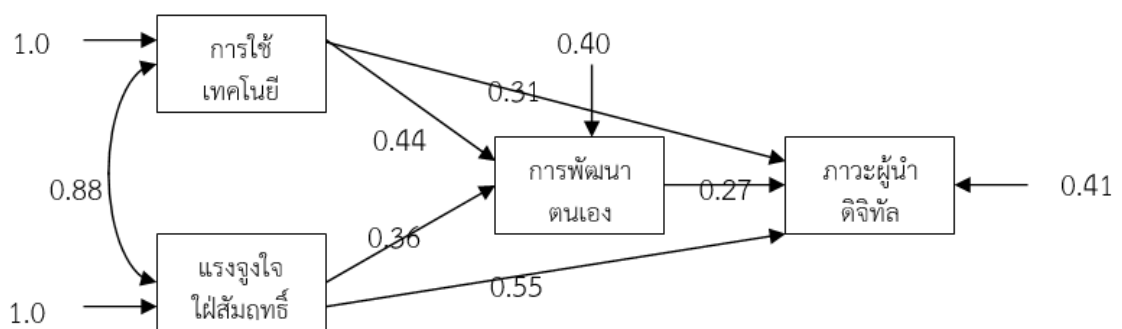 1.0
การใช้
เทคโนยี
0.40
0.31
0.44
การพัฒนา
ตนเอง
0.27
ภาวะผู้นำ
ดิจิทัล
0.41
0.88
0.36
แรงจูงใจ
ใฝ่สัมฤทธิ์
0.55
1.0